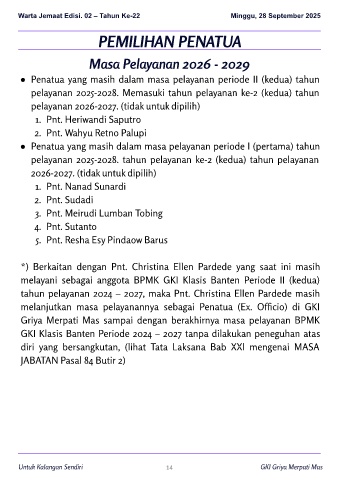 Warta Jemaat Edisi. 02 – Tahun Ke-22 Minggu, 28 September 2025
PEMILIHAN PENATUA
Masa Pelayanan 2026 - 2029
● Penatua yang masih dalam masa pelayanan periode II (kedua) tahun
pelayanan 2025-2028. Memasuki tahun pelayanan ke-2 (kedua) tahun
pelayanan 2026-2027. (tidak untuk dipilih)
1. Pnt. Heriwandi Saputro
2. Pnt. Wahyu Retno Palupi
● Penatua yang masih dalam masa pelayanan periode I (pertama) tahun
pelayanan 2025-2028. tahun pelayanan ke-2 (kedua) tahun pelayanan
2026-2027. (tidak untuk dipilih)
1. Pnt. Nanad Sunardi
2. Pnt. Sudadi
3. Pnt. Meirudi Lumban Tobing
4. Pnt. Sutanto
5. Pnt. Resha Esy Pindaow Barus
*) Berkaitan dengan Pnt. Christina Ellen Pardede yang saat ini masih
melayani sebagai anggota BPMK GKI Klasis Banten Periode II (kedua)
tahun pelayanan 2024 – 2027, maka Pnt. Christina Ellen Pardede masih
melanjutkan masa pelayanannya sebagai Penatua (Ex. Officio) di GKI
Griya Merpati Mas sampai dengan berakhirnya masa pelayanan BPMK
GKI Klasis Banten Periode 2024 – 2027 tanpa dilakukan peneguhan atas
diri yang bersangkutan, (lihat Tata Laksana Bab XXI mengenai MASA
JABATAN Pasal 84 Butir 2)
Untuk Kalangan Sendiri 14 GKI Griya Merpati Mas